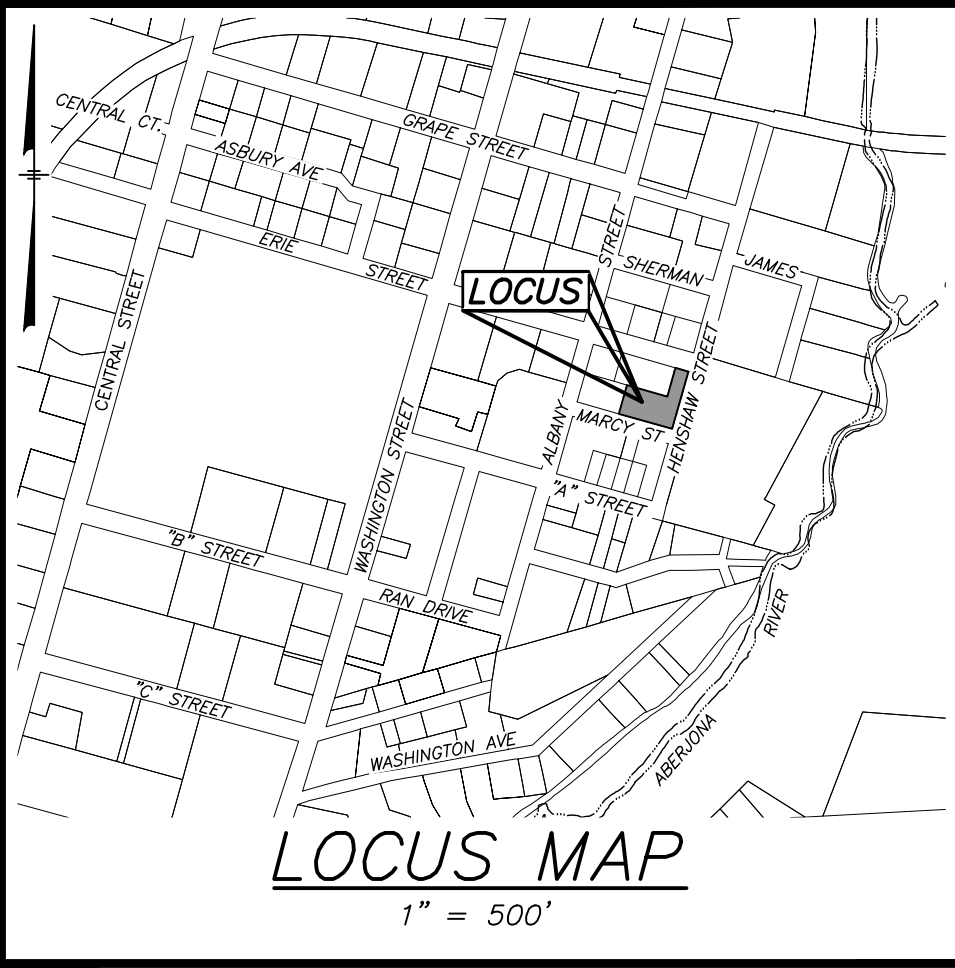 CENTRAL CT.
ASBURY AVE
GRAPE STREET
ERIE
STREET
STREET
SHERMAN
JAMES
LOCUS
CENTRAL STREET
WASHINGTON STREET
ALBANY
MARCY ST
HENSHAW STREET
"A" STREET
"B" STREET
RAN DRIVE
"C" STREET
WASHINGTON AVE
ABERJONA
RIVER
LOCUS MAP
1" = 500'